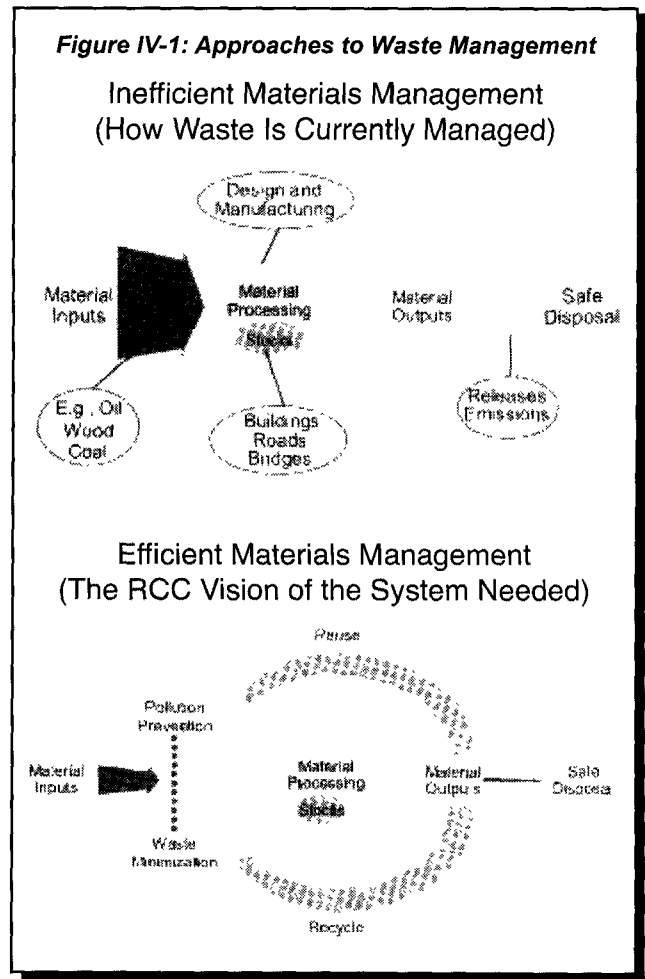 Figure IV-1: Approaches to Waste Management
Inefficient Materials Management
(How Waste Is Currently Managed)
Design and
Manufacturing
Material
Inputs
Material
Processing
Stocks
Material
Outputs
Safe
Disposal
E.g., Oil
Wood
Coal
Buildings
Roads
Bridges
Releases
Emissions
Efficient Materials Management
(The RCC Vision of the System Needed)
Reuse
Pollution
Prevention
Material
Inputs
Material
Processing
Stocks
Material
Outputs
Safe
Disposal
Waste
Minimization
Recycle